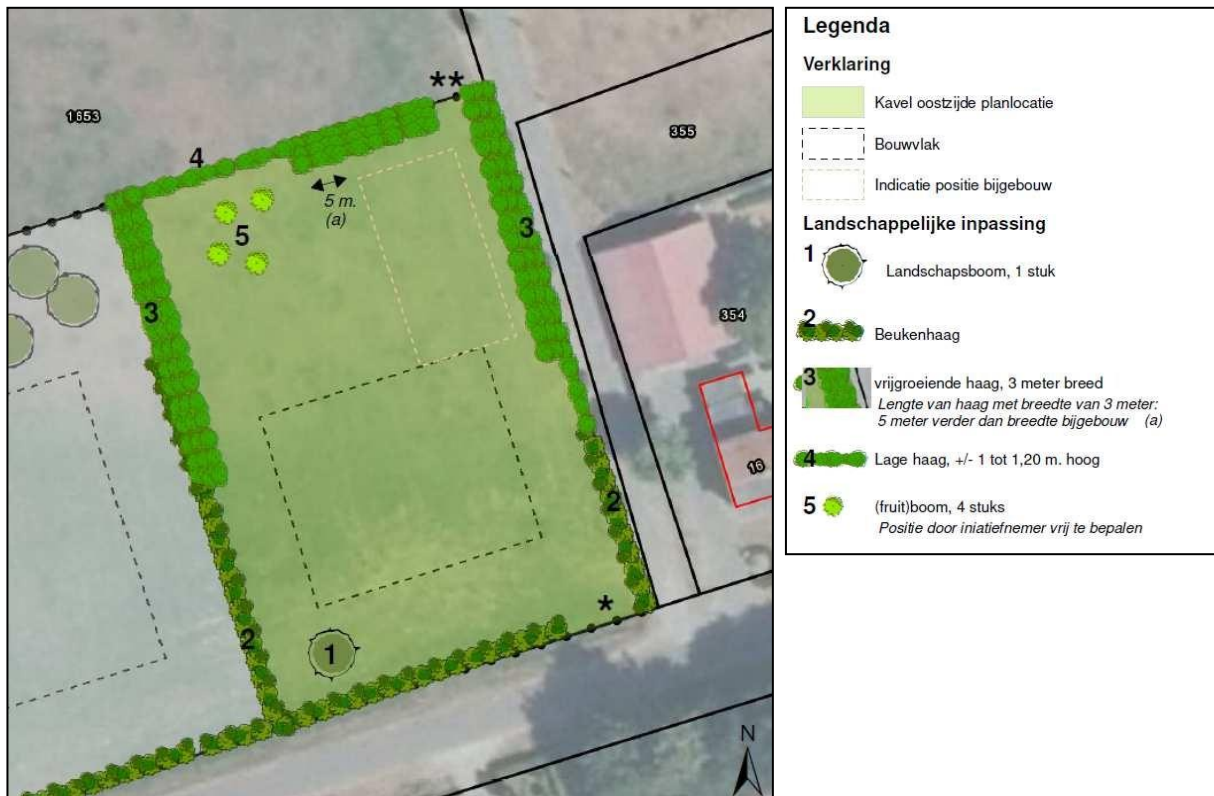 **
1653
355
4
5 m.
(a)
5
3
3
354
16
2
*
2
1
N
Legenda
Verklaring
Kavel oostzijde planlocatie
Bouwvlak
Indicatie positie bijgebouw
Landschappelijke inpassing
1 Landschapsboom, 1 stuk
2 Beukenhaag
3 vrijgroeiende haag, 3 meter breed
Lengte van haag met breedte van 3 meter:
5 meter verder dan breedte bijgebouw (a)
4 Lage haag, +/- 1 tot 1,20 m. hoog
5 (fruit)boom, 4 stuks
Positie door iniatiefnemer vrij te bepalen